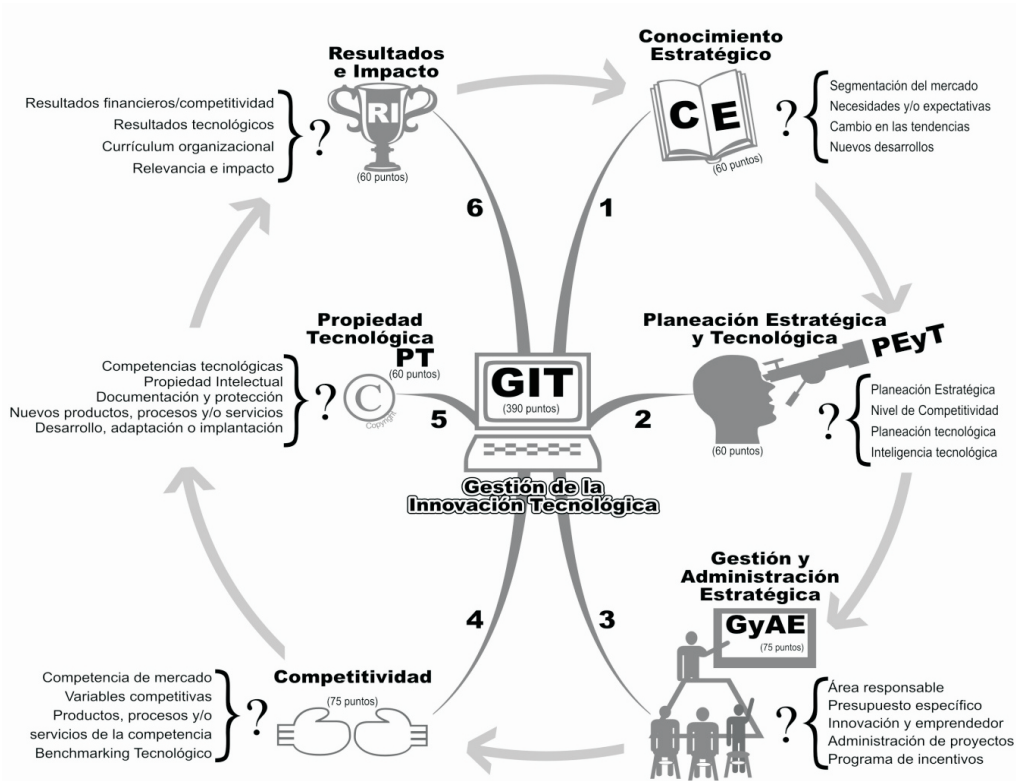 Conocimiento
Estratégico
C E
(60 puntos)
?
Segmentación del mercado
Necesidades y/o expectativas
Cambio en las tendencias
Nuevos desarrollos
1
Planeación Estratégica
y Tecnológica
PEyT
(60 puntos)
?
Planeación Estratégica
Nivel de Competitividad
Planeación tecnológica
Inteligencia tecnológica
2
Gestión y
Administración
Estratégica
GyAE
(75 puntos)
?
Área responsable
Presupuesto específico
Innovación y emprendedor
Administración de proyectos
Programa de incentivos
3
Competitividad
(75 puntos)
?
Competencia de mercado
Variables competitivas
Productos, procesos y/o
servicios de la competencia
Benchmarking Tecnológico
4
Propiedad
Tecnológica
PT
(60 puntos)
C
Copyright
?
Competencias tecnológicas
Propiedad Intelectual
Documentación y protección
Nuevos productos, procesos y/o servicios
Desarrollo, adaptación o implantación
5
Resultados
e Impacto
RI
(60 puntos)
?
Resultados financieros/competitividad
Resultados tecnológicos
Currículum organizacional
Relevancia e impacto
6
GIT
(390 puntos)
Gestión de la
Innovación Tecnológica